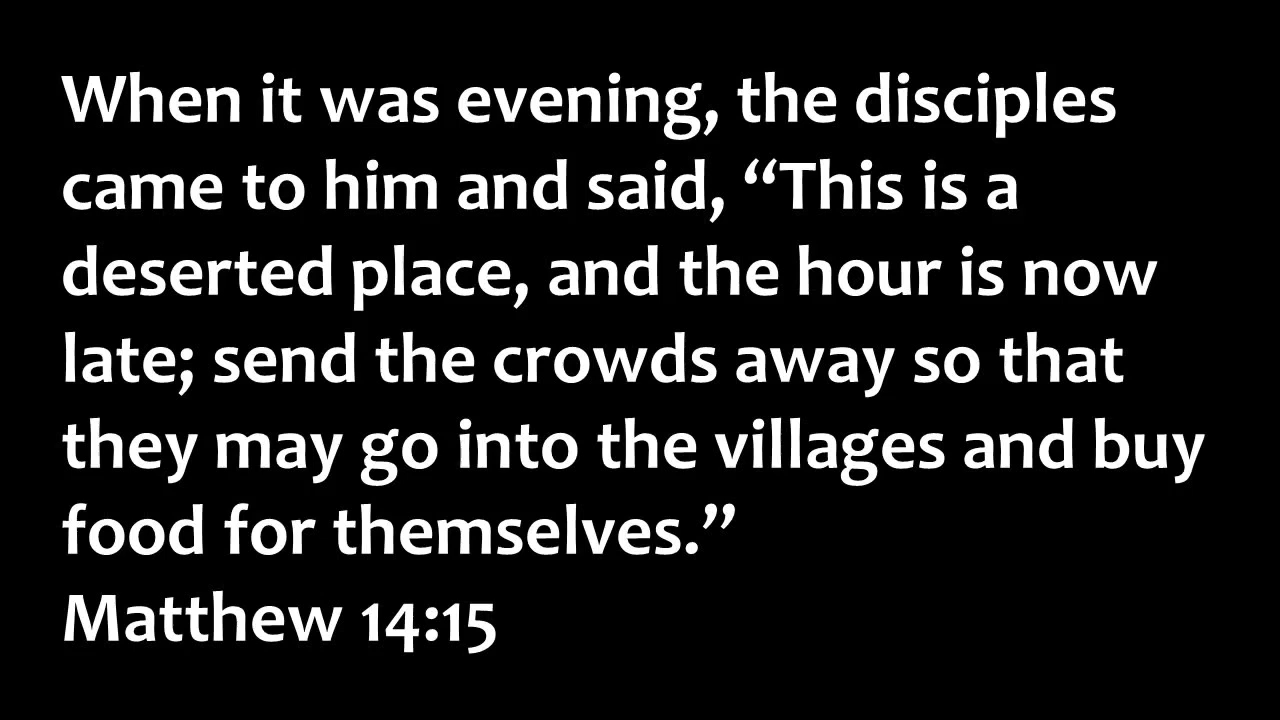 When it was evening, the disciples
came to him and said, “This is a
deserted place, and the hour is now
late; send the crowds away so that
they may go into the villages and buy
food for themselves.”
Matthew 14:15